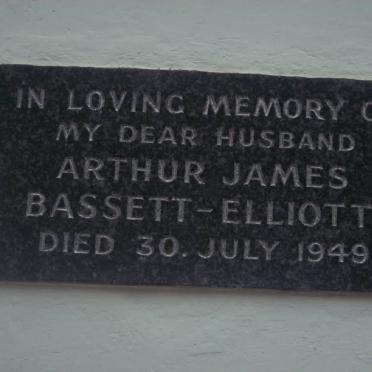 IN LOVING MEMORY
MY DEAR HUSBAND
ARTHUR JAMES
BASSETT-ELLIOTT
DIED 30. JULY 1949